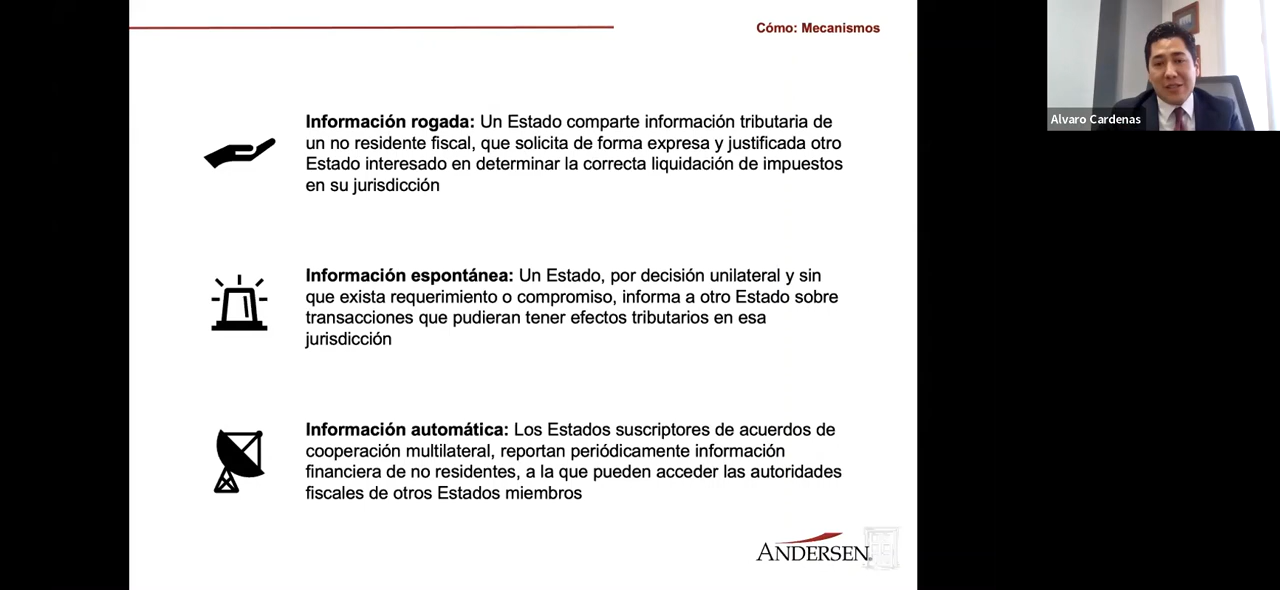 Cómo: Mecanismos
Alvaro Cardenas
Información rogada: Un Estado comparte información tributaria de
un no residente fiscal, que solicita de forma expresa y justificada otro
Estado interesado en determinar la correcta liquidación de impuestos
en su jurisdicción
Información espontánea: Un Estado, por decisión unilateral y sin
que exista requerimiento o compromiso, informa a otro Estado sobre
transacciones que pudieran tener efectos tributarios en esa
jurisdicción
Información automática: Los Estados suscriptores de acuerdos de
cooperación multilateral, reportan periódicamente información
financiera de no residentes, a la que pueden acceder las autoridades
fiscales de otros Estados miembros
ANDERSEN